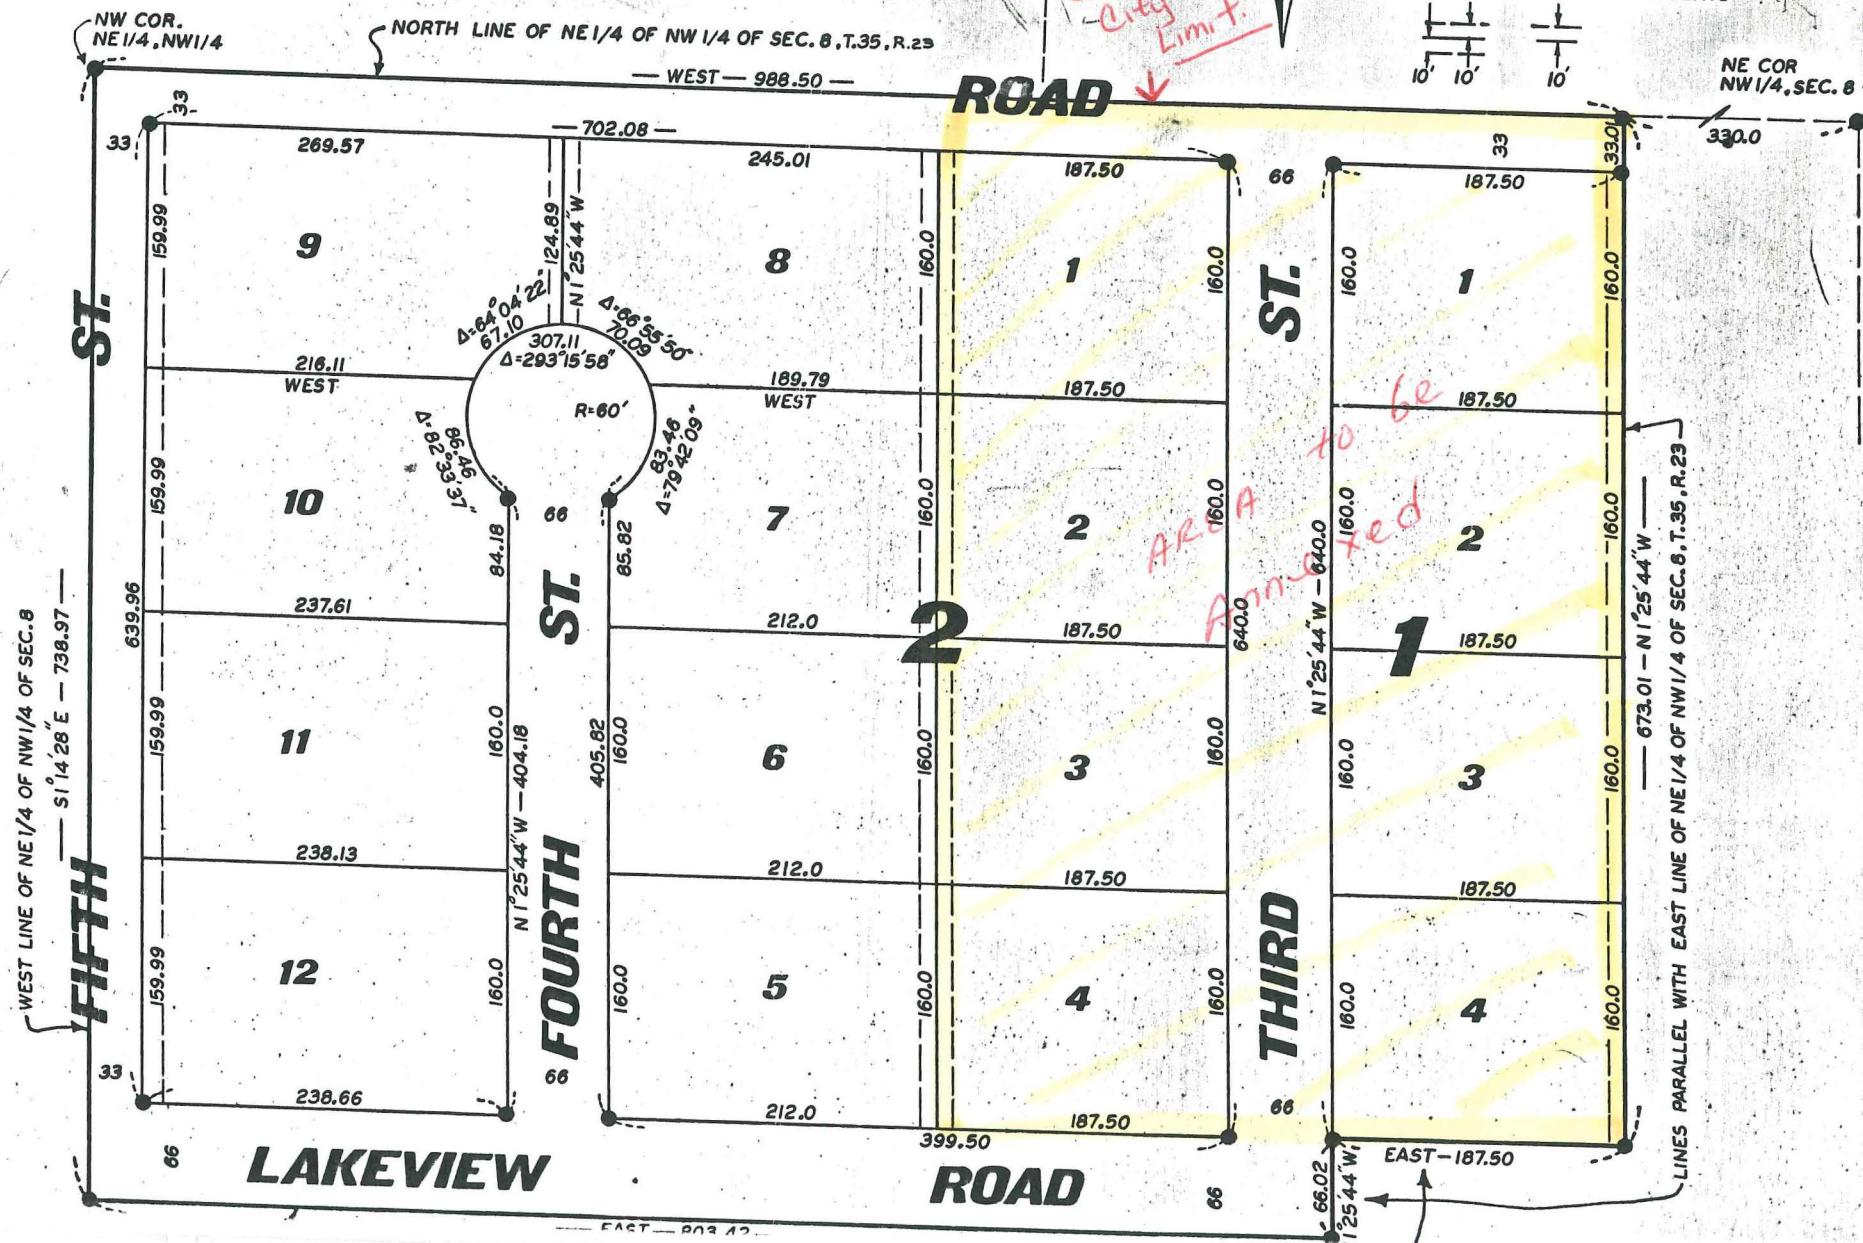 NW COR.
NE 1/4, NW 1/4
NORTH LINE OF NE 1/4 OF NW 1/4 OF SEC. 8, T.35, R.23
— WEST — 988.50 —
ROAD
City
Limit.
10' 10' 10'
NE COR
NW 1/4, SEC. 8
330.0
33
33
— 702.08 —
269.57
245.01
187.50
66
33
33.01
187.50
159.99
9
124.89
N 1°25'44" W
8
160.0
1
160.0
ST.
160.0
1
160.0
ST.
Δ=64°04'22"
67.10
307.11
Δ=293°15'58"
Δ=66°55'50"
70.09
R=60'
216.11
WEST
189.79
WEST
187.50
187.50
to be
Δ=82°33'37"
86.46
83.46
Δ=79°42'09"
159.99
10
66
7
160.0
2
160.0
160.0
2
160.0
AREA
Annexed
84.18
ST.
85.82
639.96
237.61
212.0
2
187.50
640.0
N 1°25'44" W — 640.0
1
187.50
— 673.01 — N 1°25'44" W —
LINES PARALLEL WITH EAST LINE OF NE 1/4 OF NW 1/4 OF SEC. 8, T.35, R.23
WEST LINE OF NE 1/4 OF NW 1/4 OF SEC. 8
— S 1°14'28" E — 738.97 —
159.99
11
160.0
N 1°25'44" W — 404.18
405.82
160.0
6
160.0
3
160.0
160.0
3
160.0
238.13
212.0
187.50
187.50
FIFTH
159.99
12
160.0
FOURTH
160.0
5
160.0
4
160.0
THIRD
160.0
4
160.0
33
66
66
238.66
212.0
187.50
399.50
EAST — 187.50
66
LAKEVIEW
ROAD
66
66.02
1°25'44" W
— EAST — 803.42 —